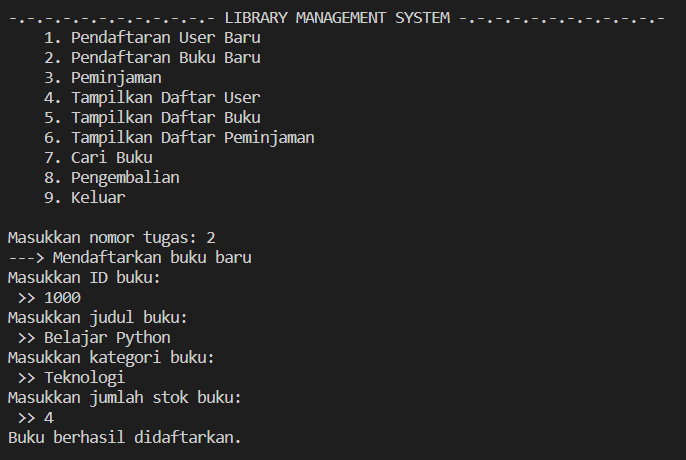 -.-.-.-.-.-.-.-.-.-.-.- LIBRARY MANAGEMENT SYSTEM -.-.-.-.-.-.-.-.-.-.-.-
1. Pendaftaran User Baru
2. Pendaftaran Buku Baru
3. Peminjaman
4. Tampilkan Daftar User
5. Tampilkan Daftar Buku
6. Tampilkan Daftar Peminjaman
7. Cari Buku
8. Pengembalian
9. Keluar
Masukkan nomor tugas: 2
---> Mendaftarkan buku baru
Masukkan ID buku:
>> 1000
Masukkan judul buku:
>> Belajar Python
Masukkan kategori buku:
>> Teknologi
Masukkan jumlah stok buku:
>> 4
Buku berhasil didaftarkan.